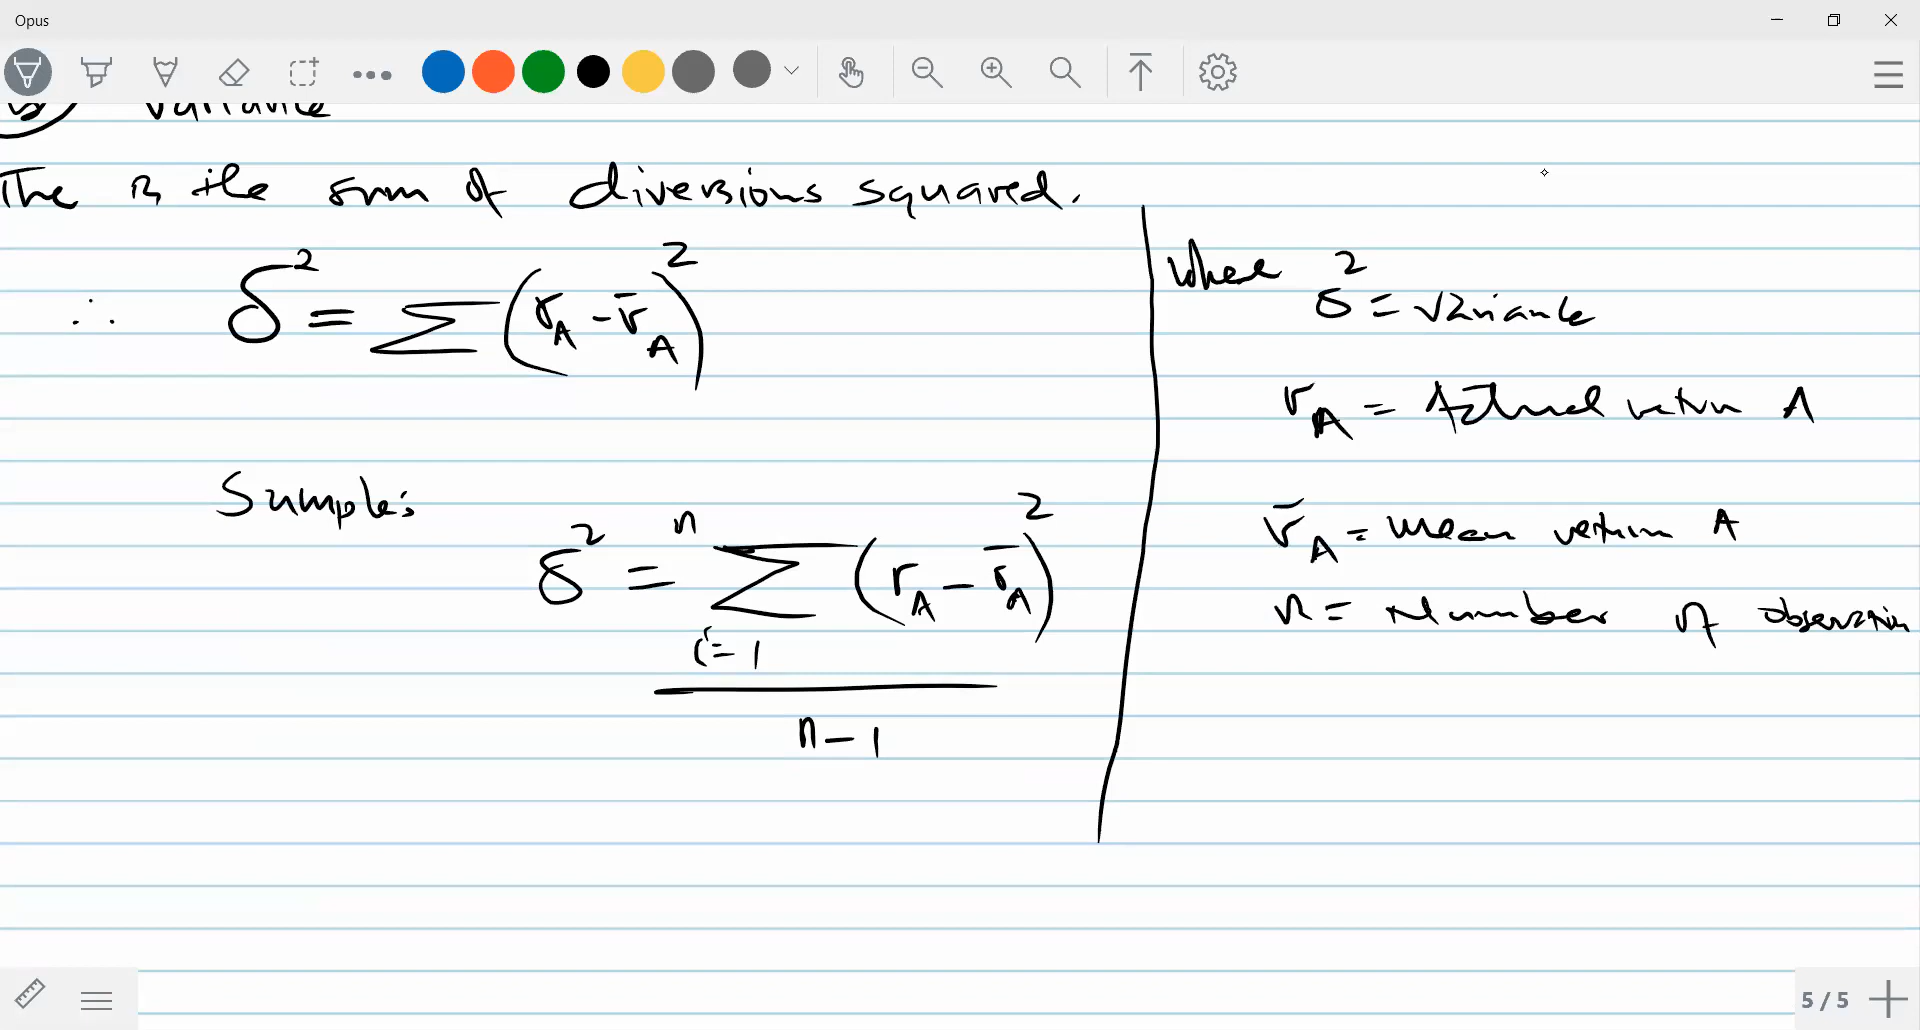 Opus
b) Variance
The is the sum of diversions squared.
∴ δ² = Σ(r_A − r̄_A)²
Sample:
δ² = n Σ i=1 (r_A − r̄_A)²
n − 1
Where δ² = Variance
r_A = Actual return A
r̄_A = mean return A
n = Number of observation
5 / 5